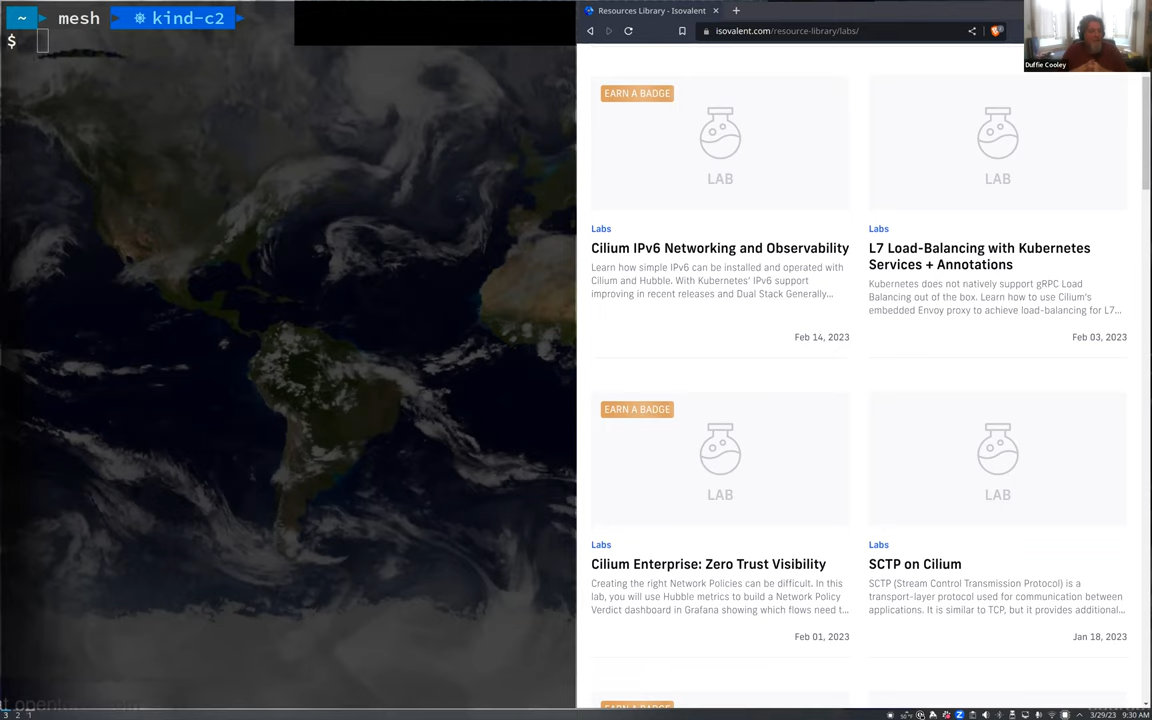 ~ mesh ⎈ kind-c2
$
Resources Library - Isovalent
isovalent.com/resource-library/labs/
Duffie Cooley
EARN A BADGE
LAB
LAB
Labs
Cilium IPv6 Networking and Observability
Learn how simple IPv6 can be installed and operated with
Cilium and Hubble. With Kubernetes' IPv6 support
improving in recent releases and Dual Stack Generally...
Feb 14, 2023
Labs
L7 Load-Balancing with Kubernetes
Services + Annotations
Kubernetes does not natively support gRPC Load
Balancing out of the box. Learn how to use Cilium's
embedded Envoy proxy to achieve load-balancing for L7...
Feb 03, 2023
EARN A BADGE
LAB
LAB
Labs
Cilium Enterprise: Zero Trust Visibility
Creating the right Network Policies can be difficult. In this
lab, you will use Hubble metrics to build a Network Policy
Verdict dashboard in Grafana showing which flows need t...
Feb 01, 2023
Labs
SCTP on Cilium
SCTP (Stream Control Transmission Protocol) is a
transport-layer protocol used for communication between
applications. It is similar to TCP, but it provides additional...
Jan 18, 2023
EARN A BADGE
3 2 1
3/29/23 9:30 AM